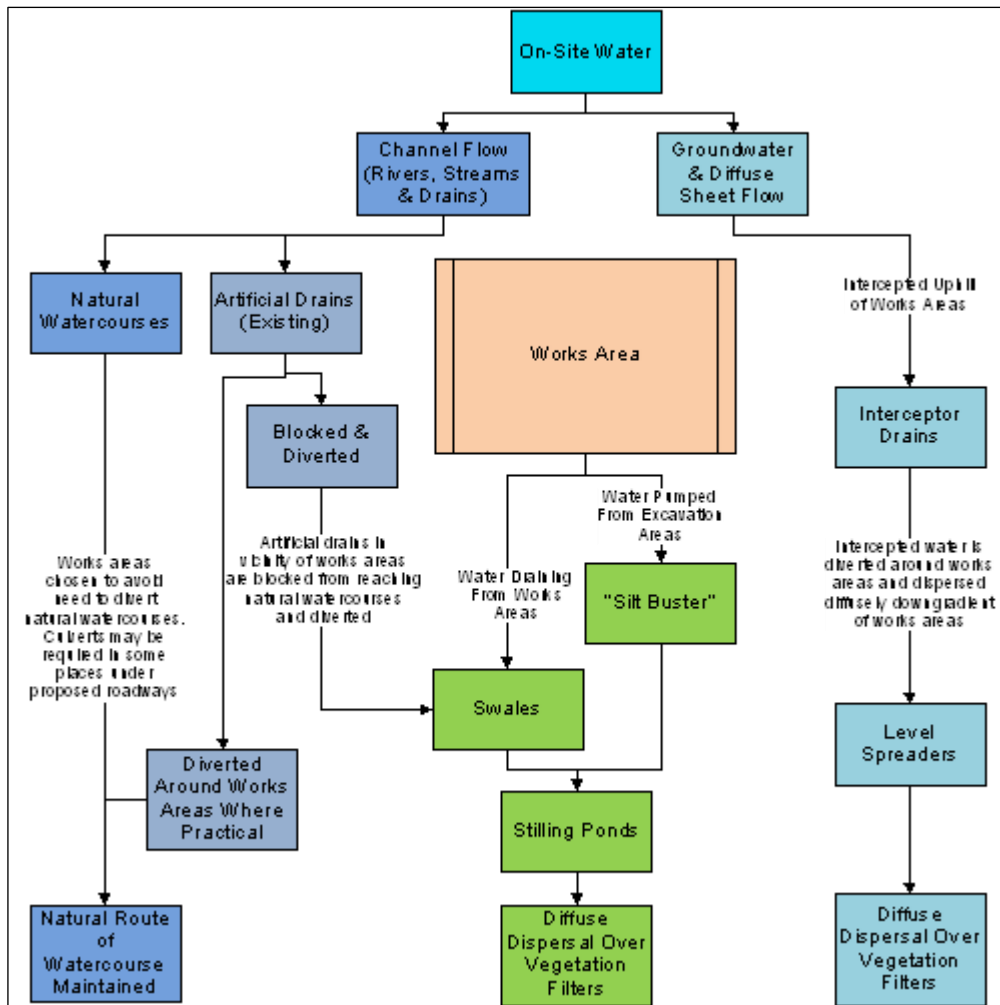 On-Site Water
Channel Flow
(Rivers, Streams
& Drains)
Groundwater
& Diffuse
Sheet Flow
Natural
Watercourses
Artificial Drains
(Existing)
Works Area
Intercepted Uphill
of Works Areas
Blocked &
Diverted
Interceptor
Drains
Water Pumped
From Excavation
Areas
Works areas
chosen to avoid
need to divert
natural watercourses.
Culverts may be
required in some
places under
proposed roadways
Artificial drains in
vicinity of works areas
are blocked from reaching
natural watercourses
and diverted
Water Draining
From Works
Areas
"Silt Buster"
Intercepted water is
diverted around works
areas and dispersed
diffusely downgradient
of works areas
Swales
Level
Spreaders
Diverted
Around Works
Areas Where
Practical
Stilling Ponds
Natural Route
of
Watercourse
Maintained
Diffuse
Dispersal Over
Vegetation
Filters
Diffuse
Dispersal Over
Vegetation
Filters